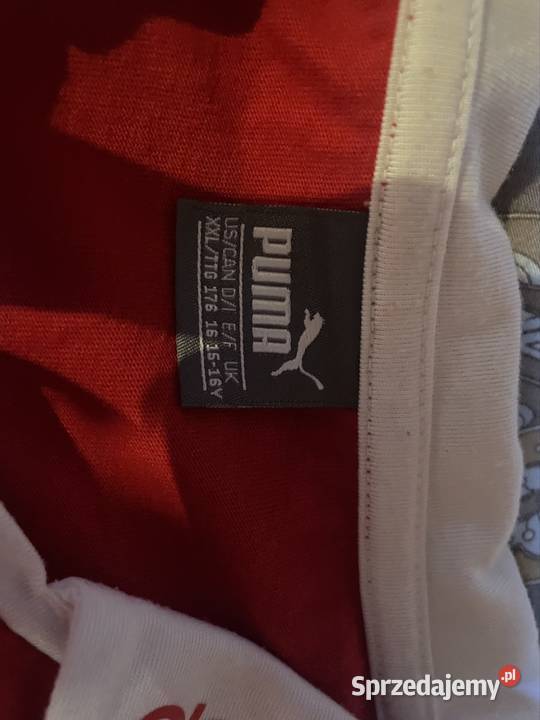 PUMA
US/CAN D/I E/F UK
XXL/TTG 176 16 15-16Y
Sprzedajemy.pl